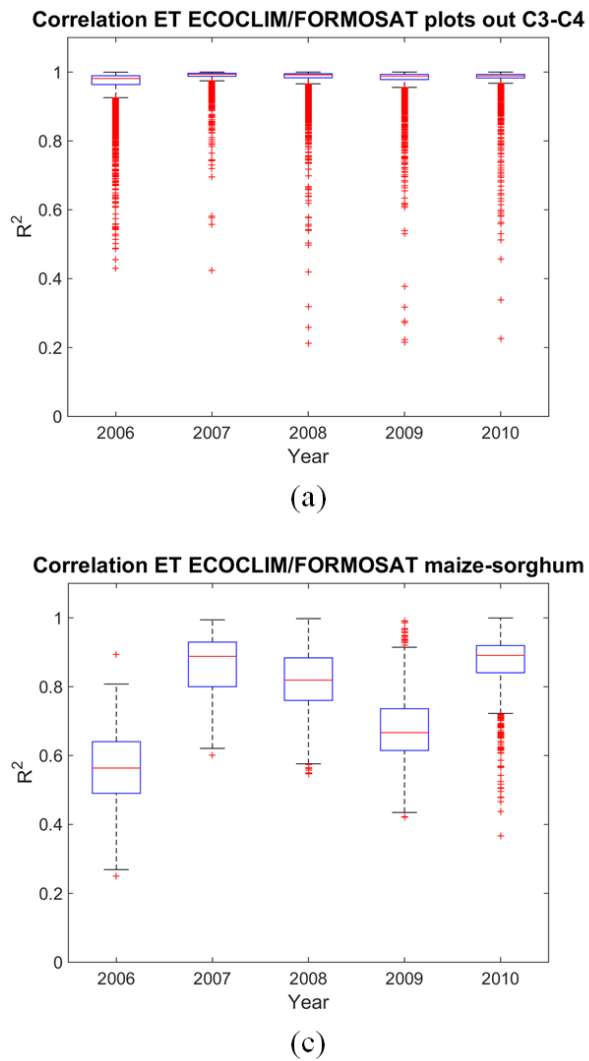 Correlation ET ECOCLIM/FORMOSAT plots out C3-C4
1
0.8
0.6
0.4
0.2
0
R²
2006 2007 2008 2009 2010
Year
(a)
Correlation ET ECOCLIM/FORMOSAT maize-sorghum
1
0.8
0.6
0.4
0.2
0
R²
2006 2007 2008 2009 2010
Year
(c)